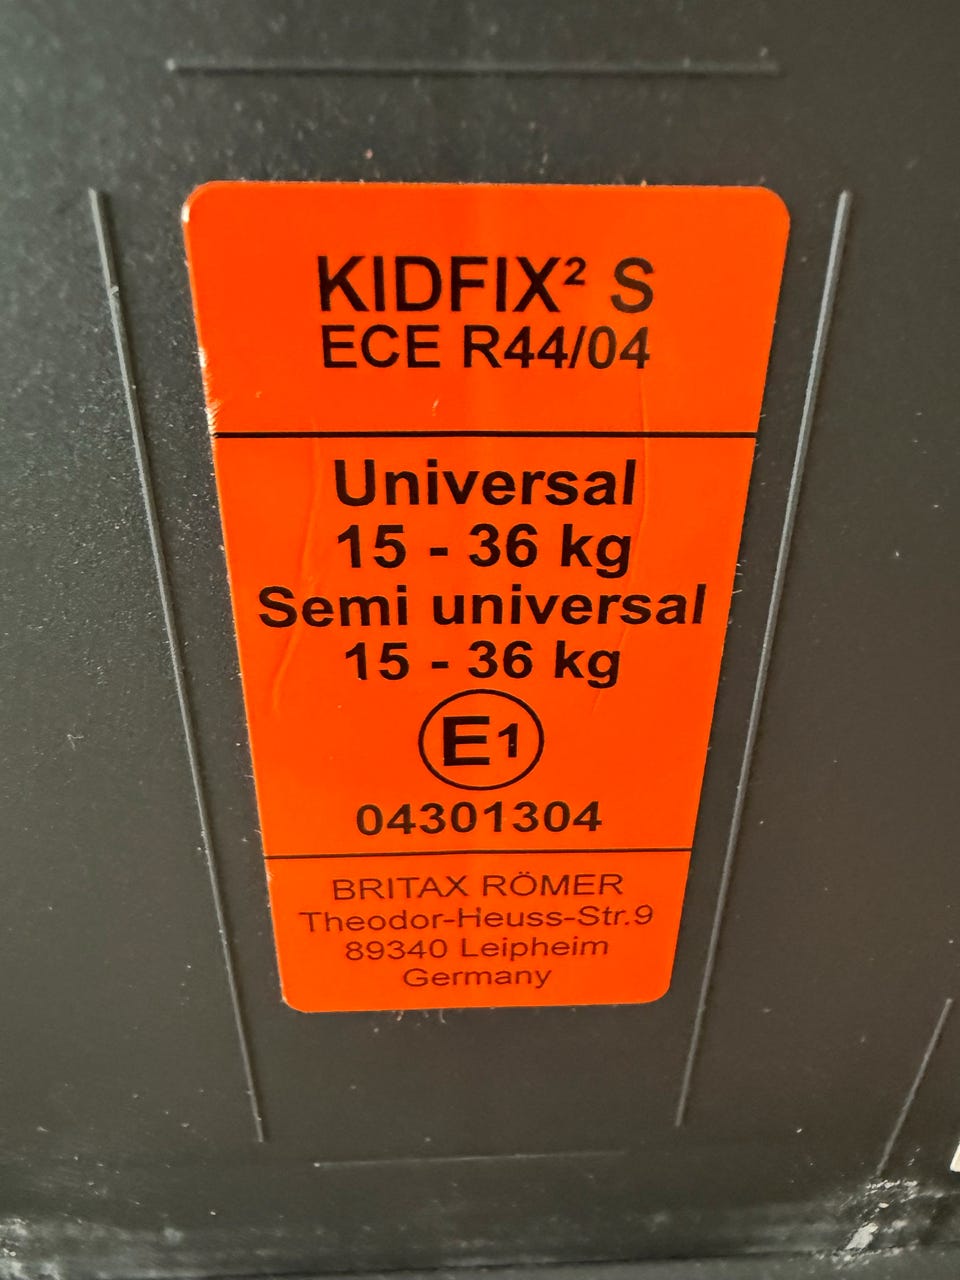 KIDFIX² S
ECE R44/04
Universal
15 - 36 kg
Semi universal
15 - 36 kg
E1
04301304
BRITAX RÖMER
Theodor-Heuss-Str.9
89340 Leipheim
Germany